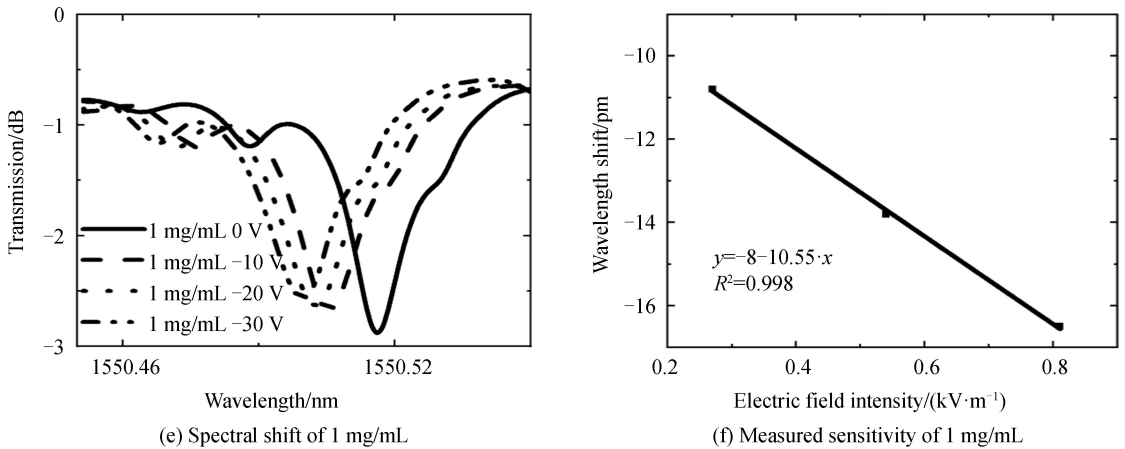 0
−1
−2
−3
Transmission/dB
1 mg/mL 0 V
1 mg/mL −10 V
1 mg/mL −20 V
1 mg/mL −30 V
1550.46
1550.52
Wavelength/nm
(e) Spectral shift of 1 mg/mL
−10
−12
−14
−16
Wavelength shift/pm
y=−8−10.55·x
R²=0.998
0.2
0.4
0.6
0.8
Electric field intensity/(kV·m⁻¹)
(f) Measured sensitivity of 1 mg/mL